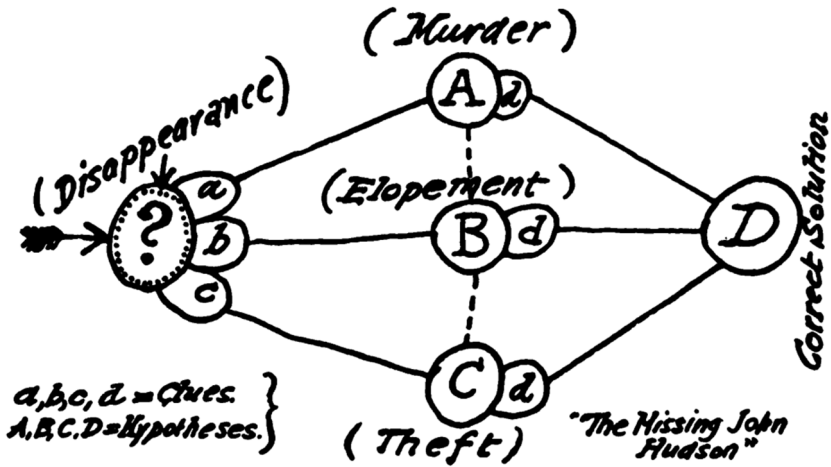 (Murder)
A d
(Disappearance)
a
(Elopement)
?
b
B d
D
c
Correct Solution
C d
a,b,c,d = Clues.
A,B,C.D = Hypotheses.
(Theft)
"The Missing John
Hudson"